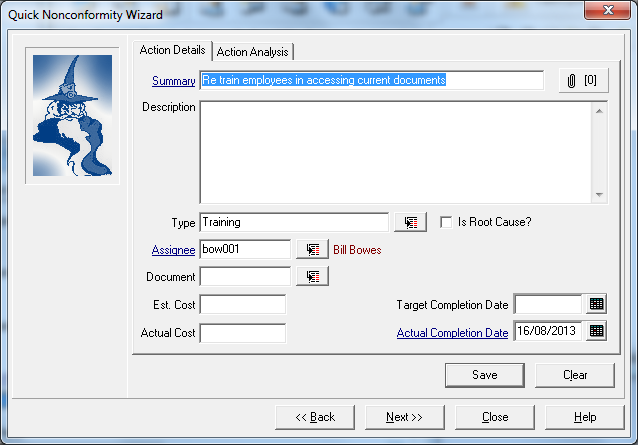 Quick Nonconformity Wizard
Action Details Action Analysis
Summary Re train employees in accessing current documents [0]
Description
Type Training Is Root Cause?
Assignee bow001 Bill Bowes
Document
Est. Cost Target Completion Date
Actual Cost Actual Completion Date 16/08/2013
Save Clear
<< Back Next >> Close Help